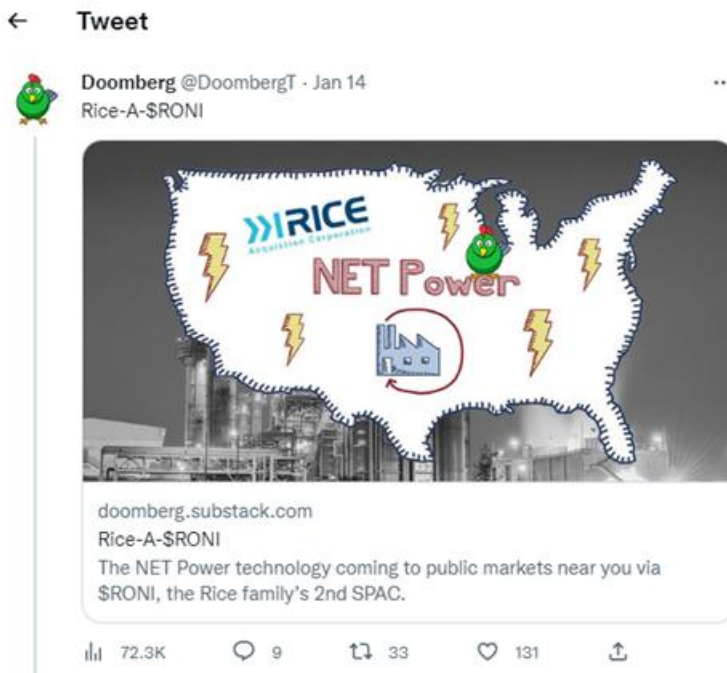 Tweet
Doomberg @DoombergT · Jan 14
Rice-A-$RONI
RICE
Acquisition Corporation
NET Power
doomberg.substack.com
Rice-A-$RONI
The NET Power technology coming to public markets near you via
$RONI, the Rice family's 2nd SPAC.
72.3K 9 33 131